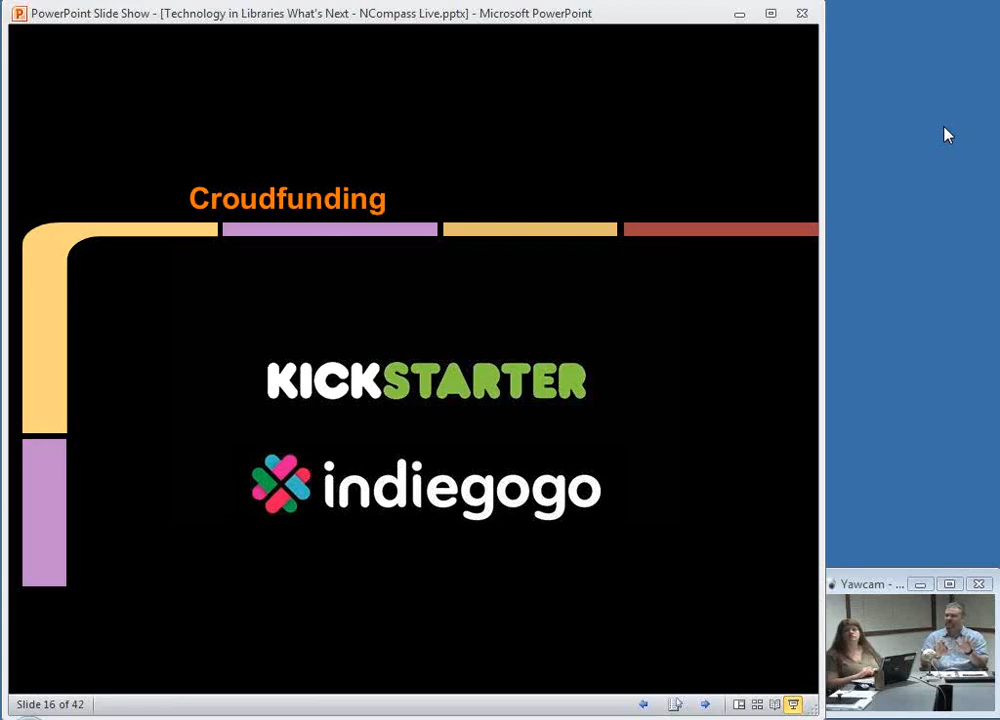 PowerPoint Slide Show - [Technology in Libraries What's Next - NCompass Live.pptx] - Microsoft PowerPoint
Croudfunding
KICKSTARTER
indiegogo
Yawcam - ...
Slide 16 of 42